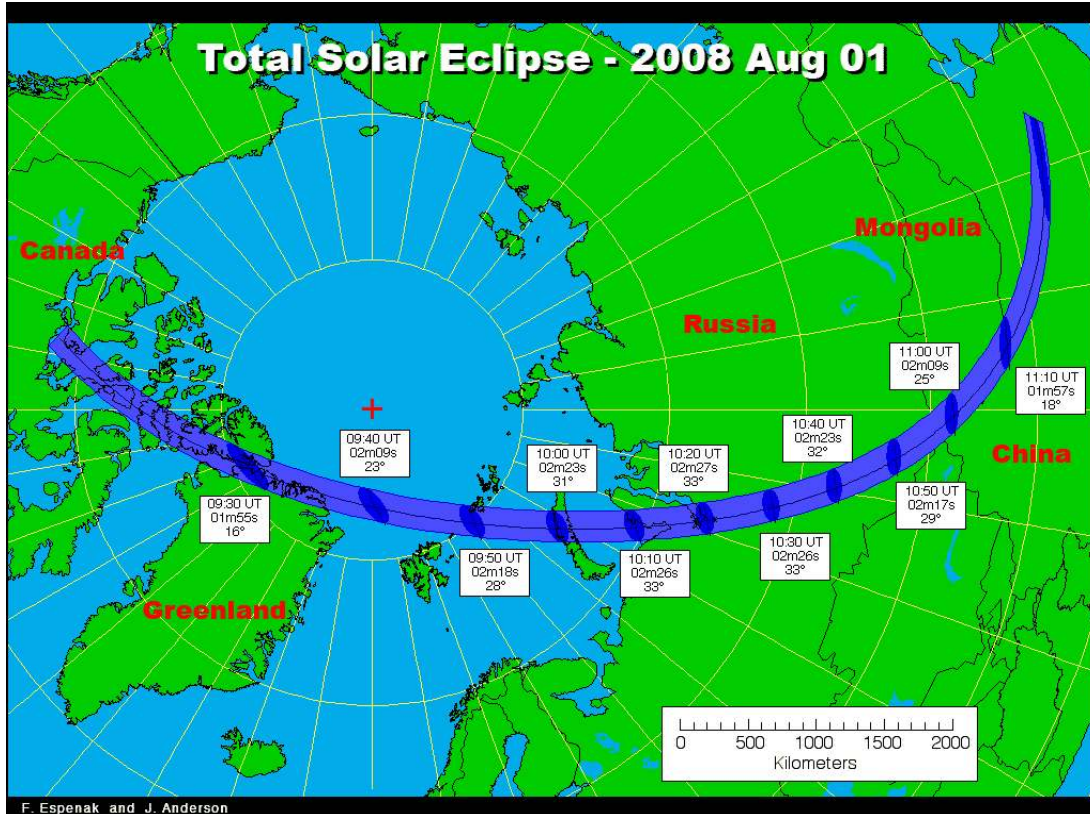 Total Solar Eclipse - 2008 Aug 01
Canada
Mongolia
Russia
11:00 UT
02m09s
25°
11:10 UT
01m57s
18°
09:40 UT
02m09s
23°
10:00 UT
02m23s
31°
10:20 UT
02m27s
33°
10:40 UT
02m23s
32°
China
09:30 UT
01m55s
16°
09:50 UT
02m18s
28°
10:10 UT
02m26s
33°
10:30 UT
02m26s
33°
10:50 UT
02m17s
29°
Greenland
0 500 1000 1500 2000
Kilometers
F. Espenak and J. Anderson